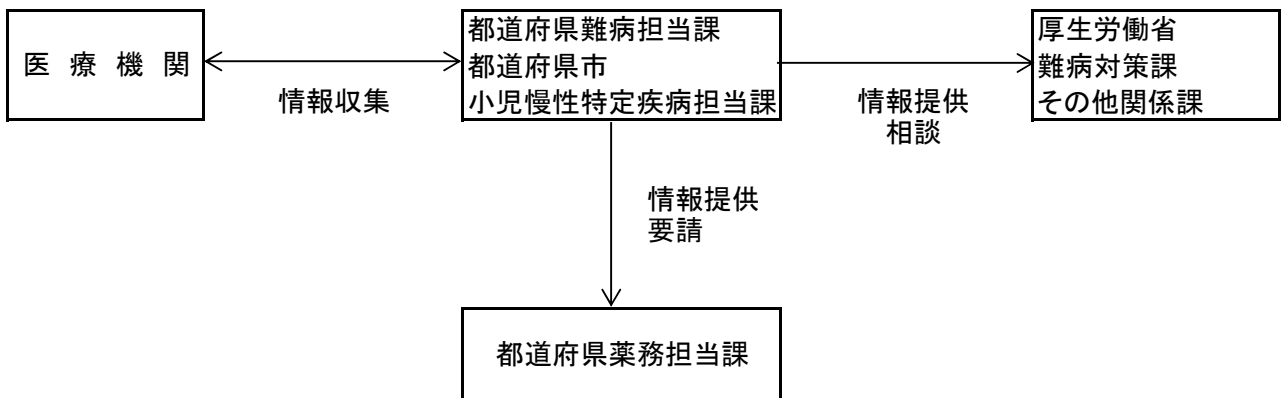 医療機関
情報収集
都道府県難病担当課
都道府県市
小児慢性特定疾病担当課
情報提供
相談
厚生労働省
難病対策課
その他関係課
情報提供
要請
都道府県薬務担当課